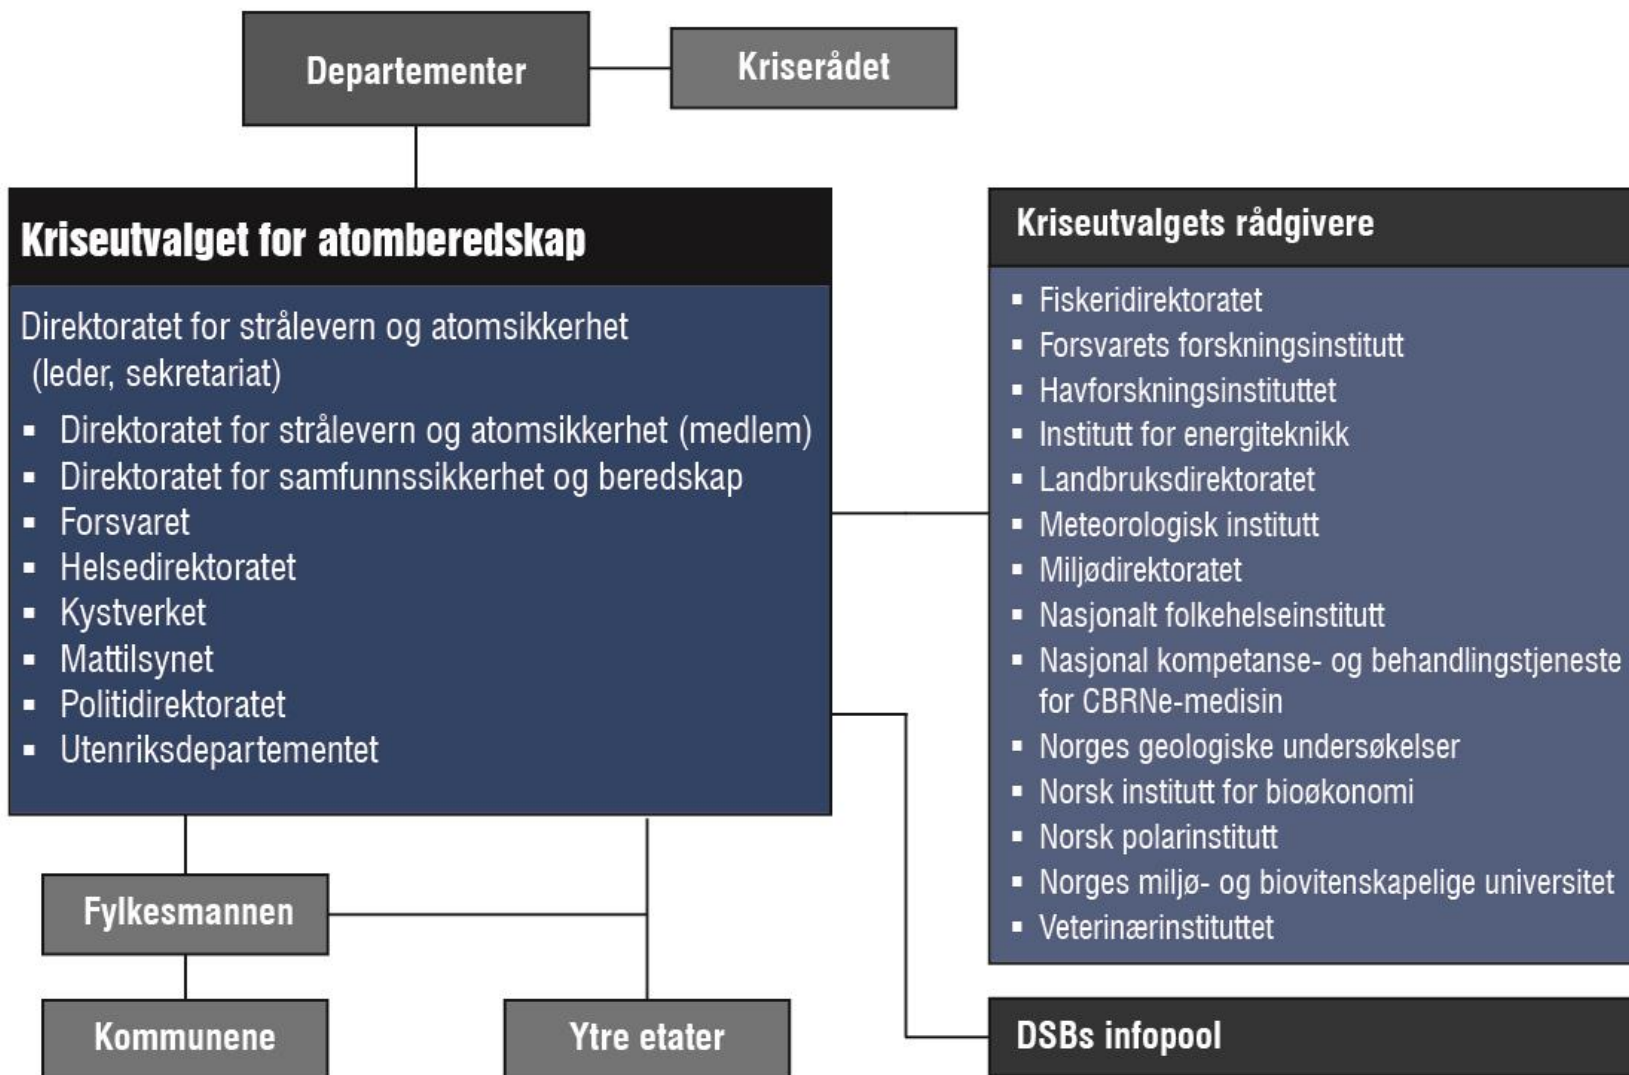 Departementer
Kriserådet
Kriseutvalget for atomberedskap
Direktoratet for strålevern og atomsikkerhet
(leder, sekretariat)
▪ Direktoratet for strålevern og atomsikkerhet (medlem)
▪ Direktoratet for samfunnssikkerhet og beredskap
▪ Forsvaret
▪ Helsedirektoratet
▪ Kystverket
▪ Mattilsynet
▪ Politidirektoratet
▪ Utenriksdepartementet
Kriseutvalgets rådgivere
▪ Fiskeridirektoratet
▪ Forsvarets forskningsinstitutt
▪ Havforskningsinstituttet
▪ Institutt for energiteknikk
▪ Landbruksdirektoratet
▪ Meteorologisk institutt
▪ Miljødirektoratet
▪ Nasjonalt folkehelseinstitutt
▪ Nasjonal kompetanse- og behandlingstjeneste
for CBRNe-medisin
▪ Norges geologiske undersøkelser
▪ Norsk institutt for bioøkonomi
▪ Norsk polarinstitutt
▪ Norges miljø- og biovitenskapelige universitet
▪ Veterinærinstituttet
Fylkesmannen
Kommunene
Ytre etater
DSBs infopool